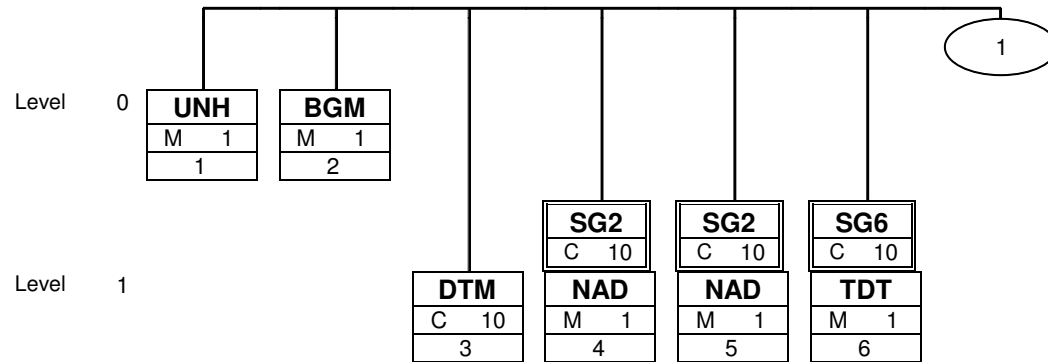 1
Level 0
UNH BGM
M 1 M 1
1 2
SG2 SG2 SG6
C 10 C 10 C 10
Level 1
DTM NAD NAD TDT
C 10 M 1 M 1 M 1
3 4 5 6